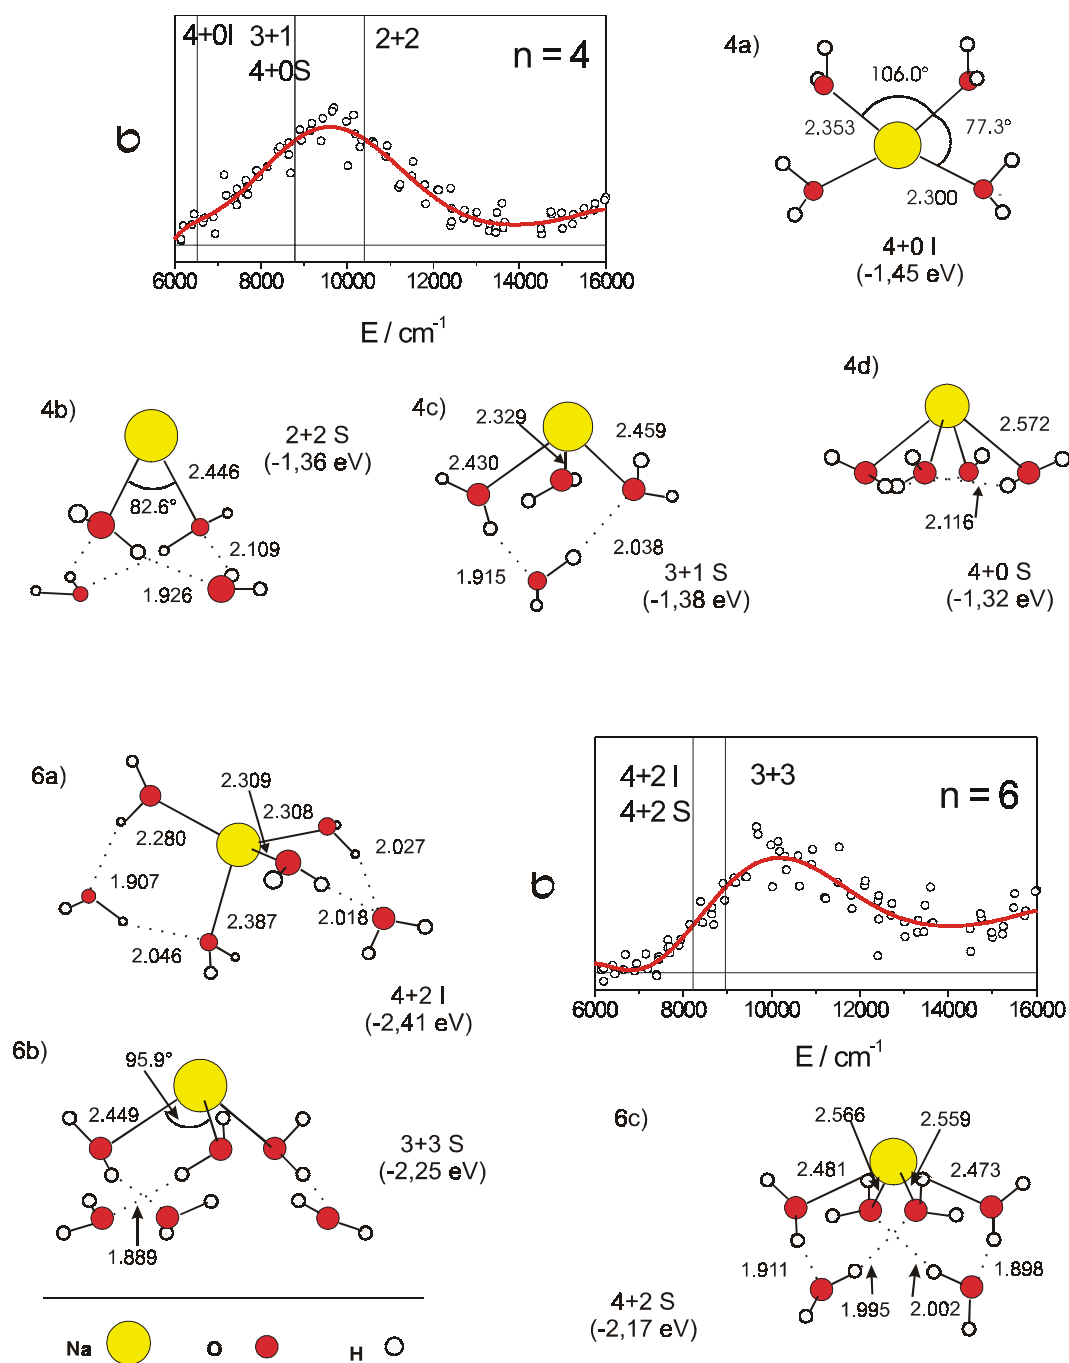 4+0I 3+1 2+2 n = 4
4+0S
σ
6000 8000 10000 12000 14000 16000
E / cm-1
4a)
106.0°
2.353 77.3°
2.300
4+0 I
(-1,45 eV)
4b)
2+2 S
(-1,36 eV)
2.446
82.6°
2.109
1.926
4c)
2.329
2.459
2.430
2.038
1.915
3+1 S
(-1,38 eV)
4d)
2.572
2.116
4+0 S
(-1,32 eV)
6a)
2.309
2.308
2.280
2.027
1.907
2.387
2.018
2.046
4+2 I
(-2,41 eV)
4+2 I 3+3 n = 6
4+2 S
σ
6000 8000 10000 12000 14000 16000
E / cm-1
6b)
95.9°
2.449
3+3 S
(-2,25 eV)
1.889
6c)
2.566 2.559
2.481 2.473
1.911 1.898
1.995 2.002
4+2 S
(-2,17 eV)
Na O H